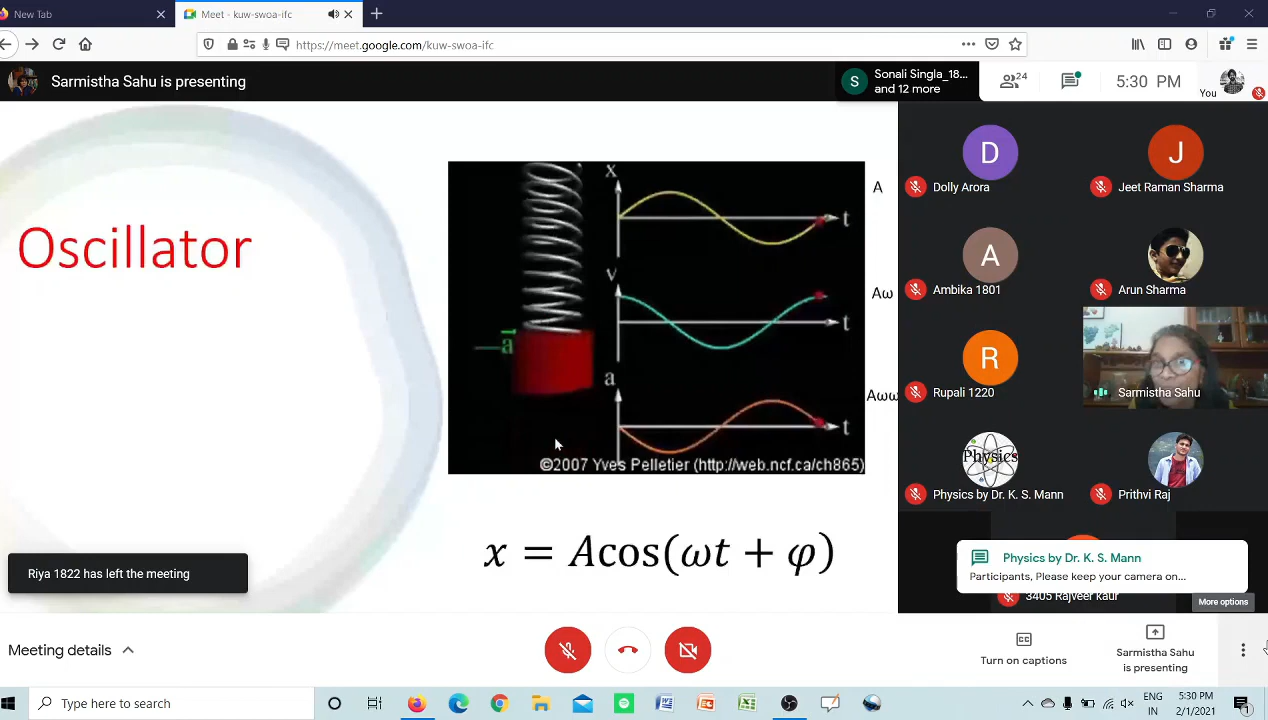 New Tab
Meet - kuw-swoa-ifc
https://meet.google.com/kuw-swoa-ifc
Sarmistha Sahu is presenting
S
Sonali Singla_18...
and 12 more
24
5:30 PM
You
Oscillator
x
t
v
t
a
t
−a
A
Aω
Aωω
©2007 Yves Pelletier (http://web.ncf.ca/ch865)
x = Acos(ωt + φ)
D
Dolly Arora
J
Jeet Raman Sharma
A
Ambika 1801
Arun Sharma
R
Rupali 1220
Sarmistha Sahu
Physics
Physics by Dr. K. S. Mann
Prithvi Raj
Physics by Dr. K. S. Mann
Participants, Please keep your camera on...
3405 Rajveer kaur
More options
Riya 1822 has left the meeting
Meeting details
CC
Turn on captions
Sarmistha Sahu
is presenting
Type here to search
ENG
IN
5:30 PM
2/1/2021
1